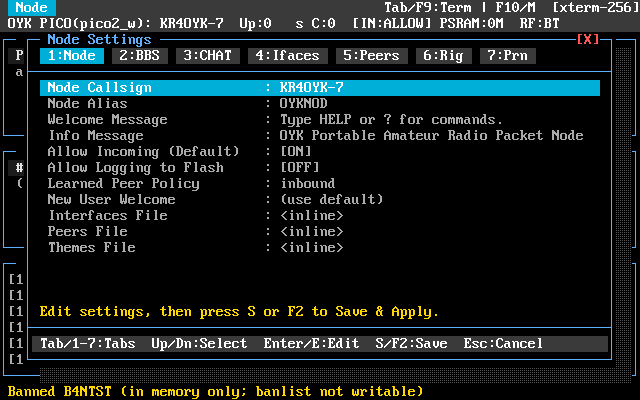 Node Tab/F9:Term | F10/M [xterm-256]
OYK PICO(pico2_w): KR4OYK-7 Up:0 s C:0 [IN:ALLOW] PSRAM:0M RF:BT
Node Settings [X]
P 1:Node 2:BBS 3:CHAT 4:Ifaces 5:Peers 6:Rig 7:Prn
a
Node Callsign : KR4OYK-7
Node Alias : OYKNOD
Welcome Message : Type HELP or ? for commands.
Info Message : OYK Portable Amateur Radio Packet Node
Allow Incoming (Default) : [ON]
# Allow Logging to Flash : [OFF]
( Learned Peer Policy : inbound
New User Welcome : (use default)
Interfaces File : <inline>
Peers File : <inline>
Themes File : <inline>
[1
[1
[1 Edit settings, then press S or F2 to Save & Apply.
[1
[1 Tab/1-7:Tabs Up/Dn:Select Enter/E:Edit S/F2:Save Esc:Cancel
[1
Banned B4NTST (in memory only; banlist not writable)